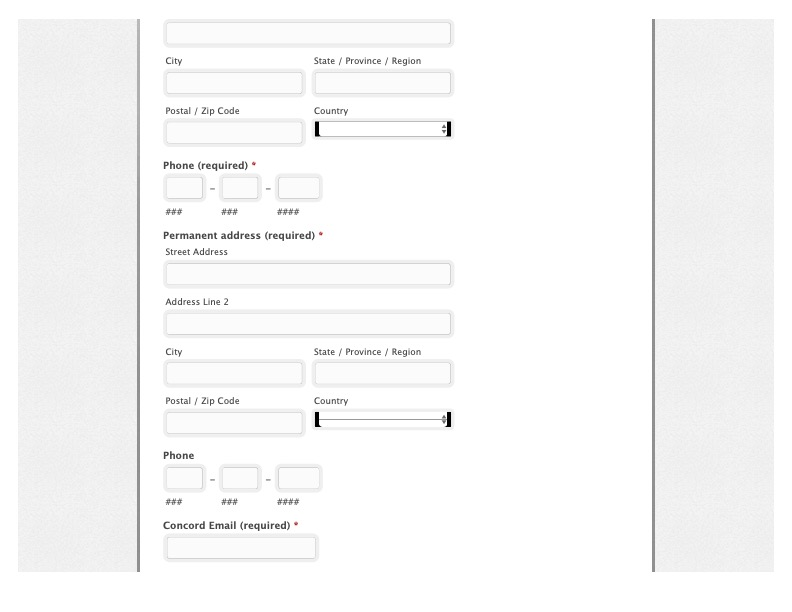 City State / Province / Region
Postal / Zip Code Country
Phone (required) *
– –
### ### ####
Permanent address (required) *
Street Address
Address Line 2
City State / Province / Region
Postal / Zip Code Country
Phone
– –
### ### ####
Concord Email (required) *